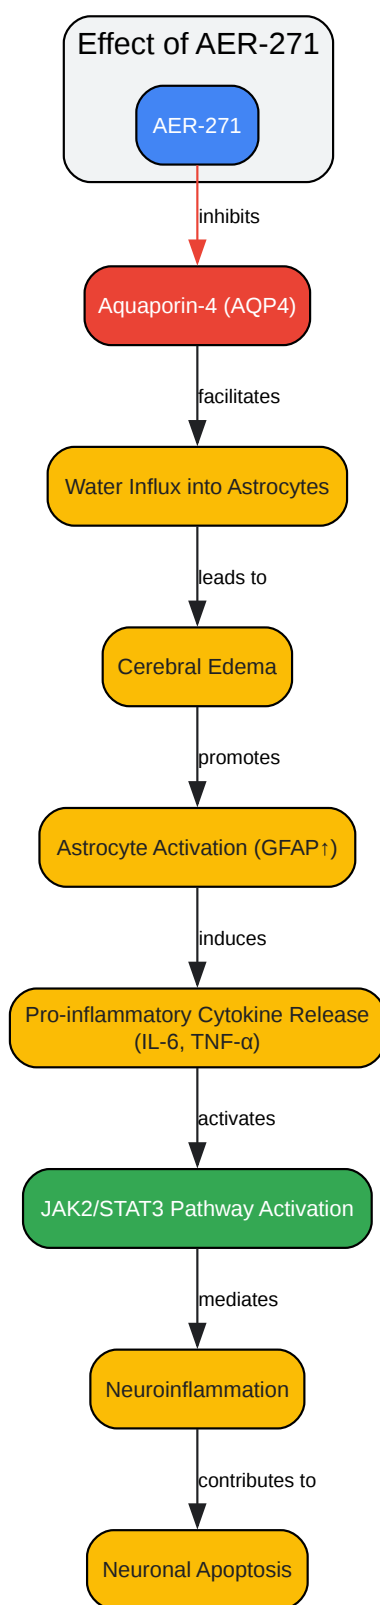 Effect of AER-271
AER-271
inhibits
Aquaporin-4 (AQP4)
facilitates
Water Influx into Astrocytes
leads to
Cerebral Edema
promotes
Astrocyte Activation (GFAP↑)
induces
Pro-inflammatory Cytokine Release
(IL-6, TNF-α)
activates
JAK2/STAT3 Pathway Activation
mediates
Neuroinflammation
contributes to
Neuronal Apoptosis